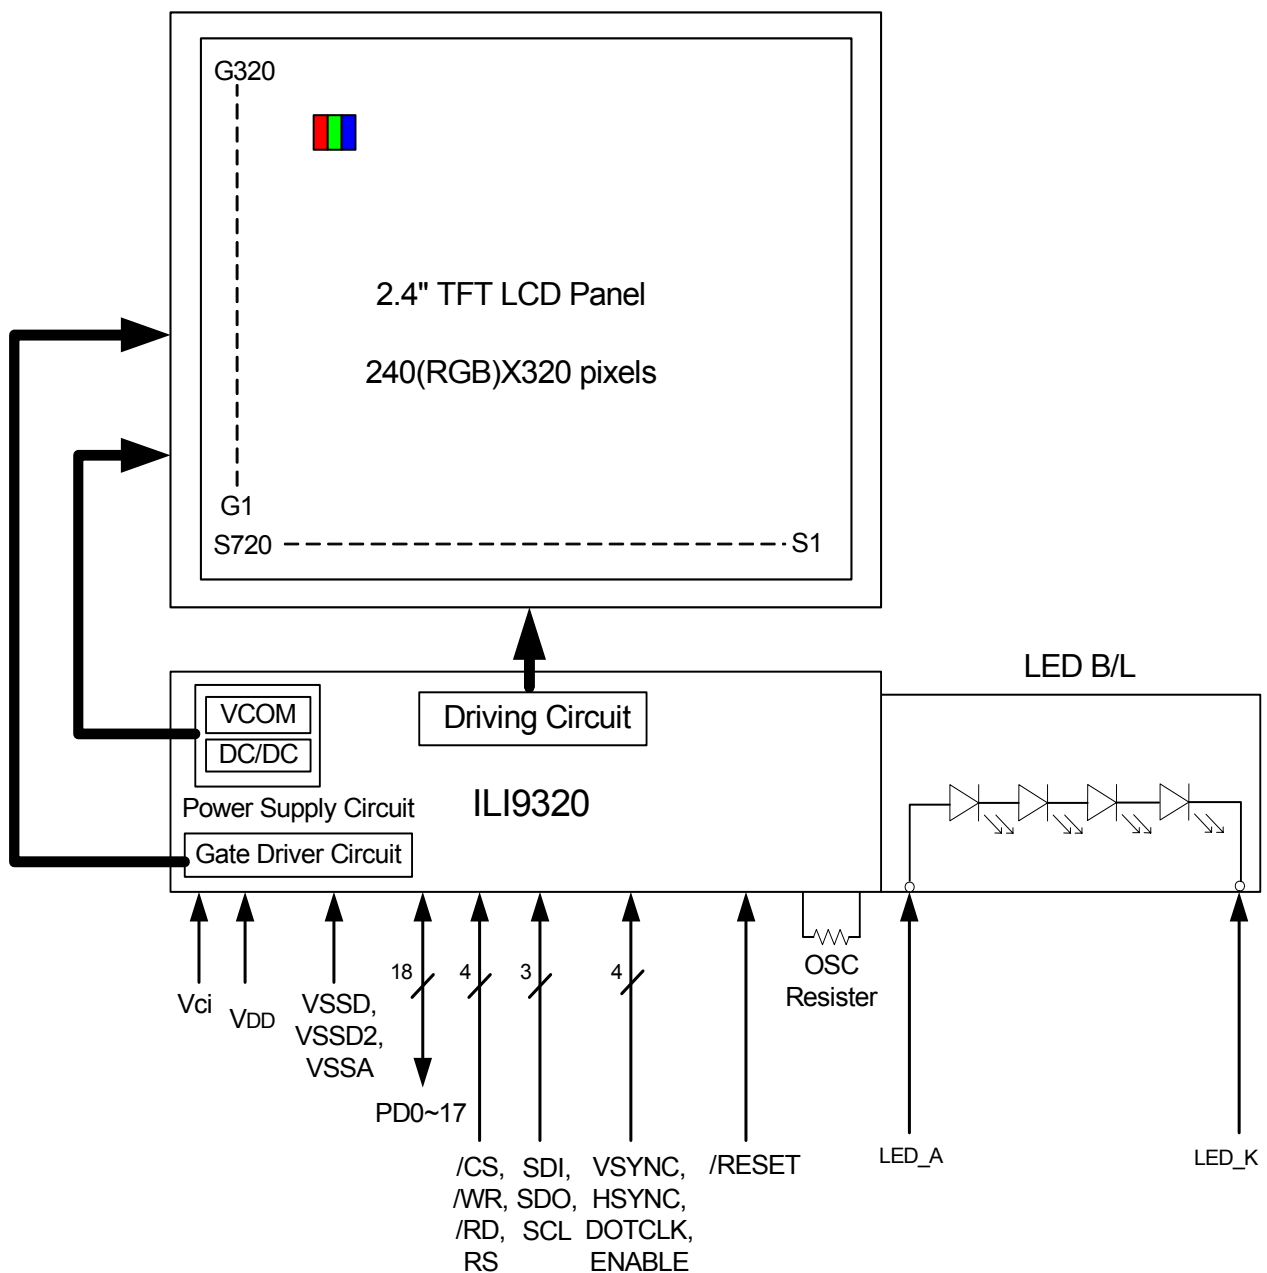 G320
2.4" TFT LCD Panel
240(RGB)X320 pixels
G1
S720
S1
LED B/L
VCOM
DC/DC
Power Supply Circuit
Gate Driver Circuit
Driving Circuit
ILI9320
18
4
3
4
OSC
Resister
Vci
VDD
VSSD,
VSSD2,
VSSA
PD0~17
/CS,
/WR,
/RD,
RS
SDI,
SDO,
SCL
VSYNC,
HSYNC,
DOTCLK,
ENABLE
/RESET
LED_A
LED_K